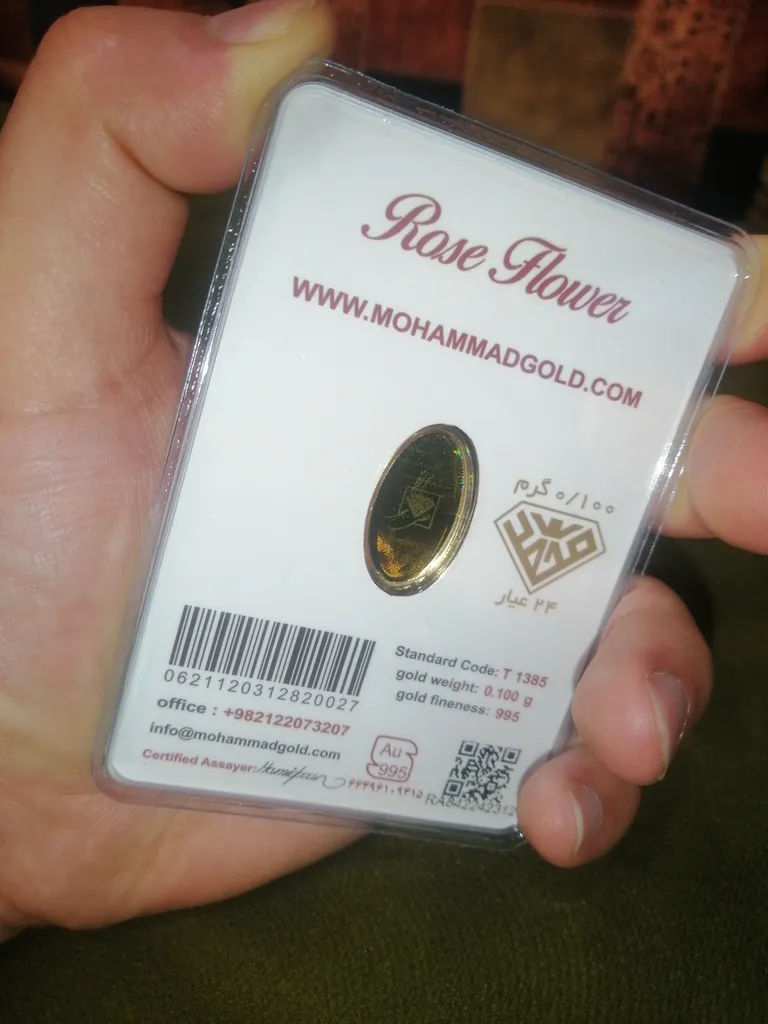 Rose Flower
WWW.MOHAMMADGOLD.COM
۰/۱۰۰ گرم
۲۴ عیار
0621120312820027
office : +982122073207
info@mohammadgold.com
Certified Assayer:
Standard Code: T 1385
gold weight: 0.100 g
gold fineness: 995
Au
995